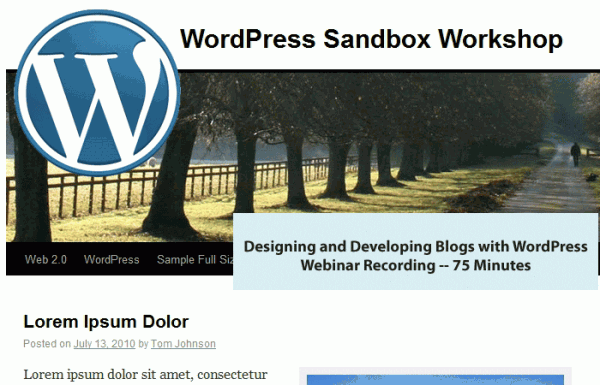 WordPress Sandbox Workshop
W
Designing and Developing Blogs with WordPress
Webinar Recording -- 75 Minutes
Web 2.0 WordPress Sample Full Siz
Lorem Ipsum Dolor
Posted on July 13, 2010 by Tom Johnson
Lorem ipsum dolor sit amet, consectetur